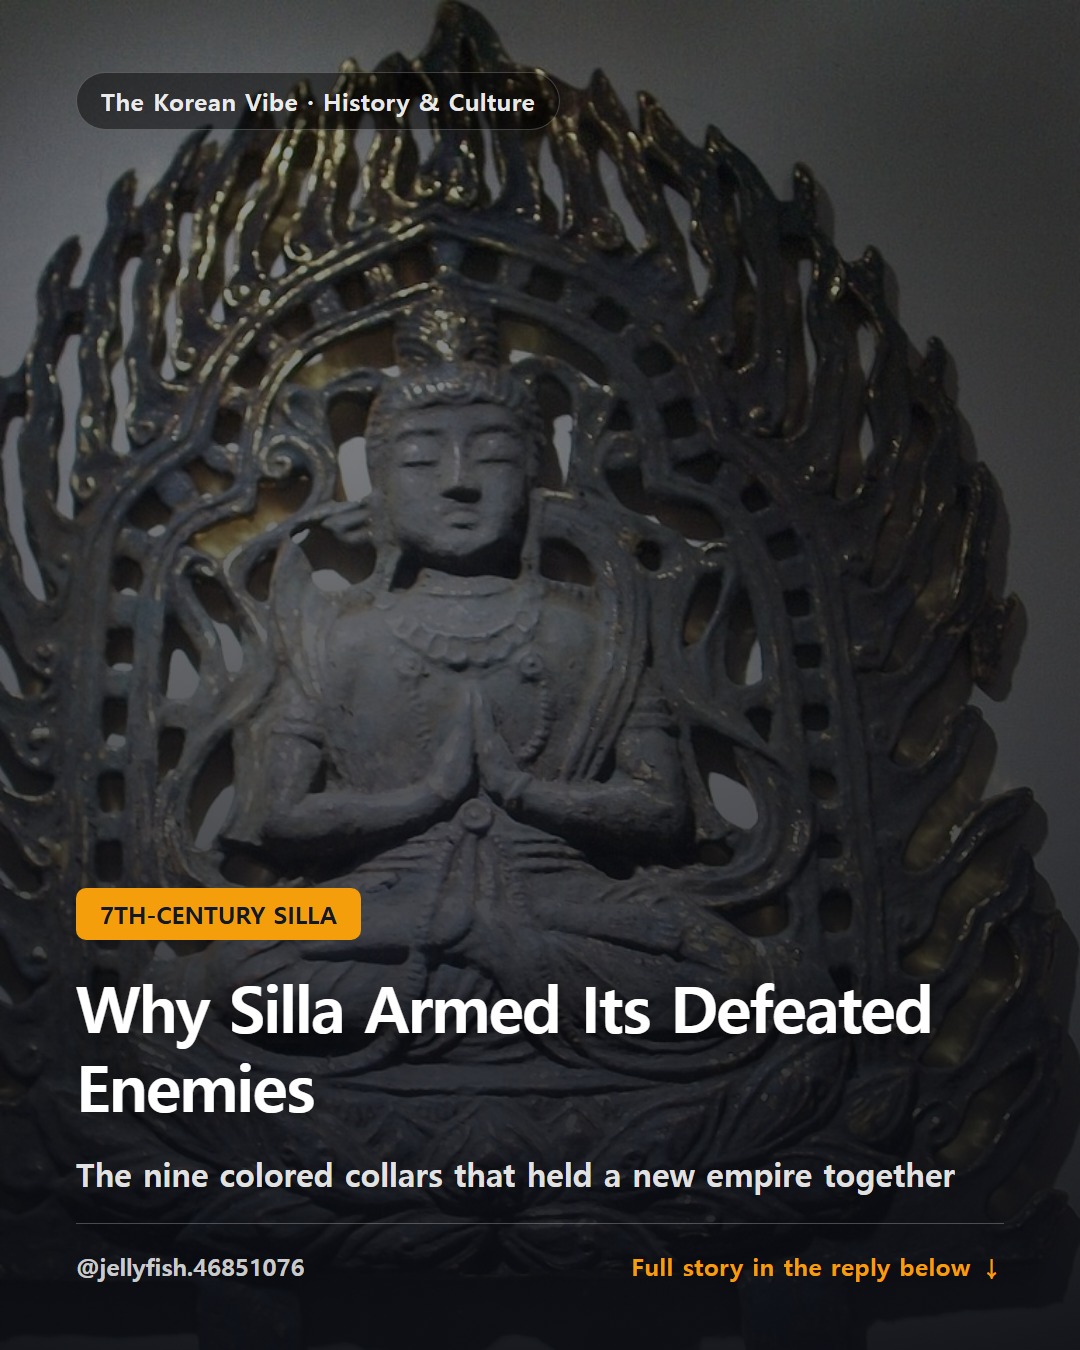 The Korean Vibe · History & Culture
7TH-CENTURY SILLA
Why Silla Armed Its Defeated
Enemies
The nine colored collars that held a new empire together
@jellyfish.46851076
Full story in the reply below ↓